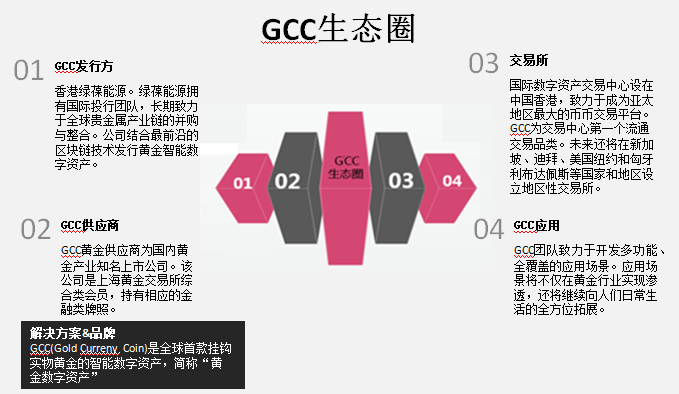 GCC生态圈
01
GCC发行方
香港绿葆能源。绿葆能源拥
有国际投行团队，长期致力
于全球贵金属产业链的并购
与整合。公司结合最前沿的
区块链技术发行黄金智能数
字资产。
02
GCC供应商
GCC黄金供应商为国内黄
金产业知名上市公司。该
公司是上海黄金交易所综
合类会员，持有相应的金
融类牌照。
解决方案&品牌
GCC(Gold Curreny Coin)是全球首款挂钩
实物黄金的智能数字资产，简称“黄
金数字资产”
01
02
GCC
生态圈
03
04
03
交易所
国际数字资产交易中心设在
中国香港，致力于成为亚太
地区最大的币币交易平台。
GCC为交易中心第一个流通
交易品类。未来还将在新加
坡、迪拜、美国纽约和匈牙
利布达佩斯等国家和地区设
立地区性交易所。
04
GCC应用
GCC团队致力于开发多功能、
全覆盖的应用场景。应用场
景将不仅在黄金行业实现渗
透，还将继续向人们日常生
活的全方位拓展。